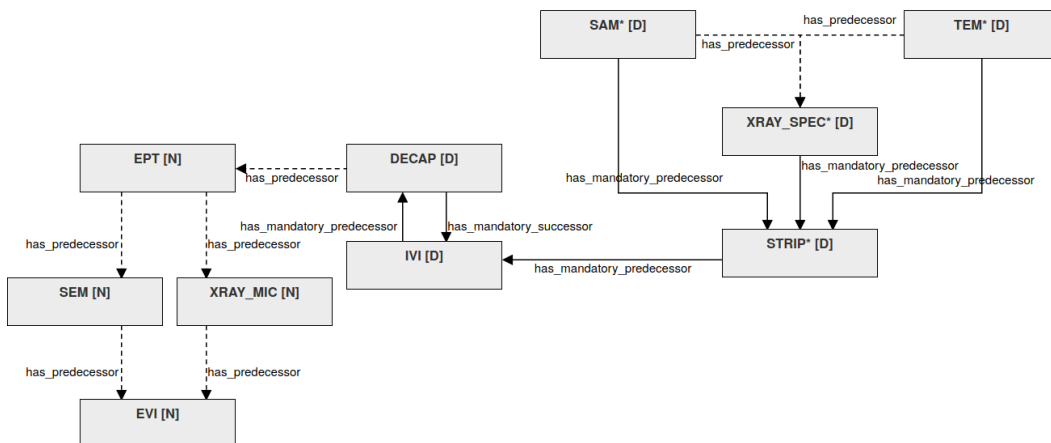 has_predecessor
SAM* [D]
TEM* [D]
has_predecessor
XRAY_SPEC* [D]
EPT [N]
DECAP [D]
has_predecessor
has_mandatory_predecessor
has_mandatory_predecessor
has_mandatory_predecessor
has_mandatory_predecessor
has_mandatory_successor
has_predecessor
has_predecessor
STRIP* [D]
IVI [D]
has_mandatory_predecessor
SEM [N]
XRAY_MIC [N]
has_predecessor
has_predecessor
EVI [N]